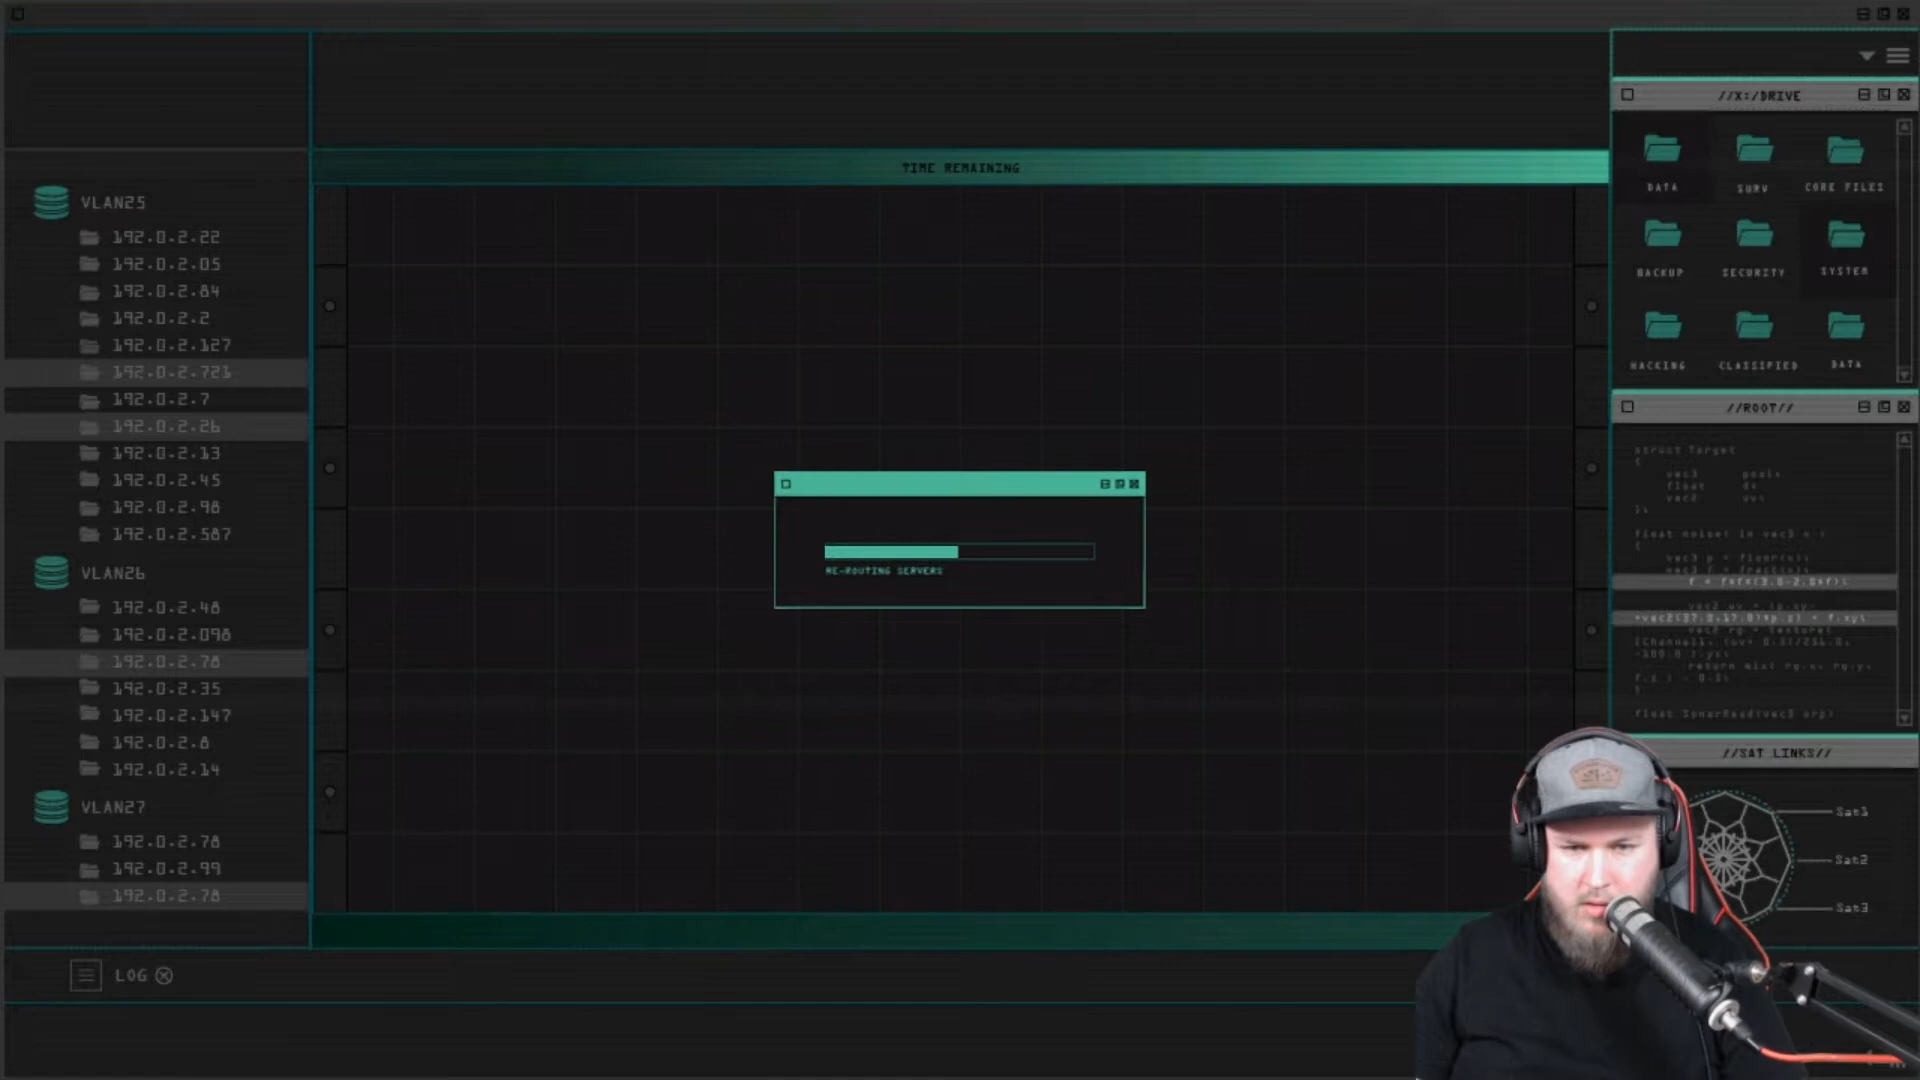 TIME REMAINING
VLAN25
192.0.2.22
192.0.2.05
192.0.2.84
192.0.2.2
192.0.2.127
192.0.2.721
192.0.2.7
192.0.2.26
192.0.2.13
192.0.2.45
192.0.2.98
192.0.2.587
VLAN26
192.0.2.48
192.0.2.098
192.0.2.78
192.0.2.35
192.0.2.147
192.0.2.8
192.0.2.14
VLAN27
192.0.2.78
192.0.2.99
192.0.2.78
LOG
RE-ROUTING SERVERS
//X:/DRIVE
DATA SURV CORE FILES
BACKUP SECURITY SYSTEM
HACKING CLASSIFIED DATA
//ROOT//
struct Target
{
vec3
float
vec2
};
{
return
}
//SAT LINKS//
Sat1
Sat2
Sat3